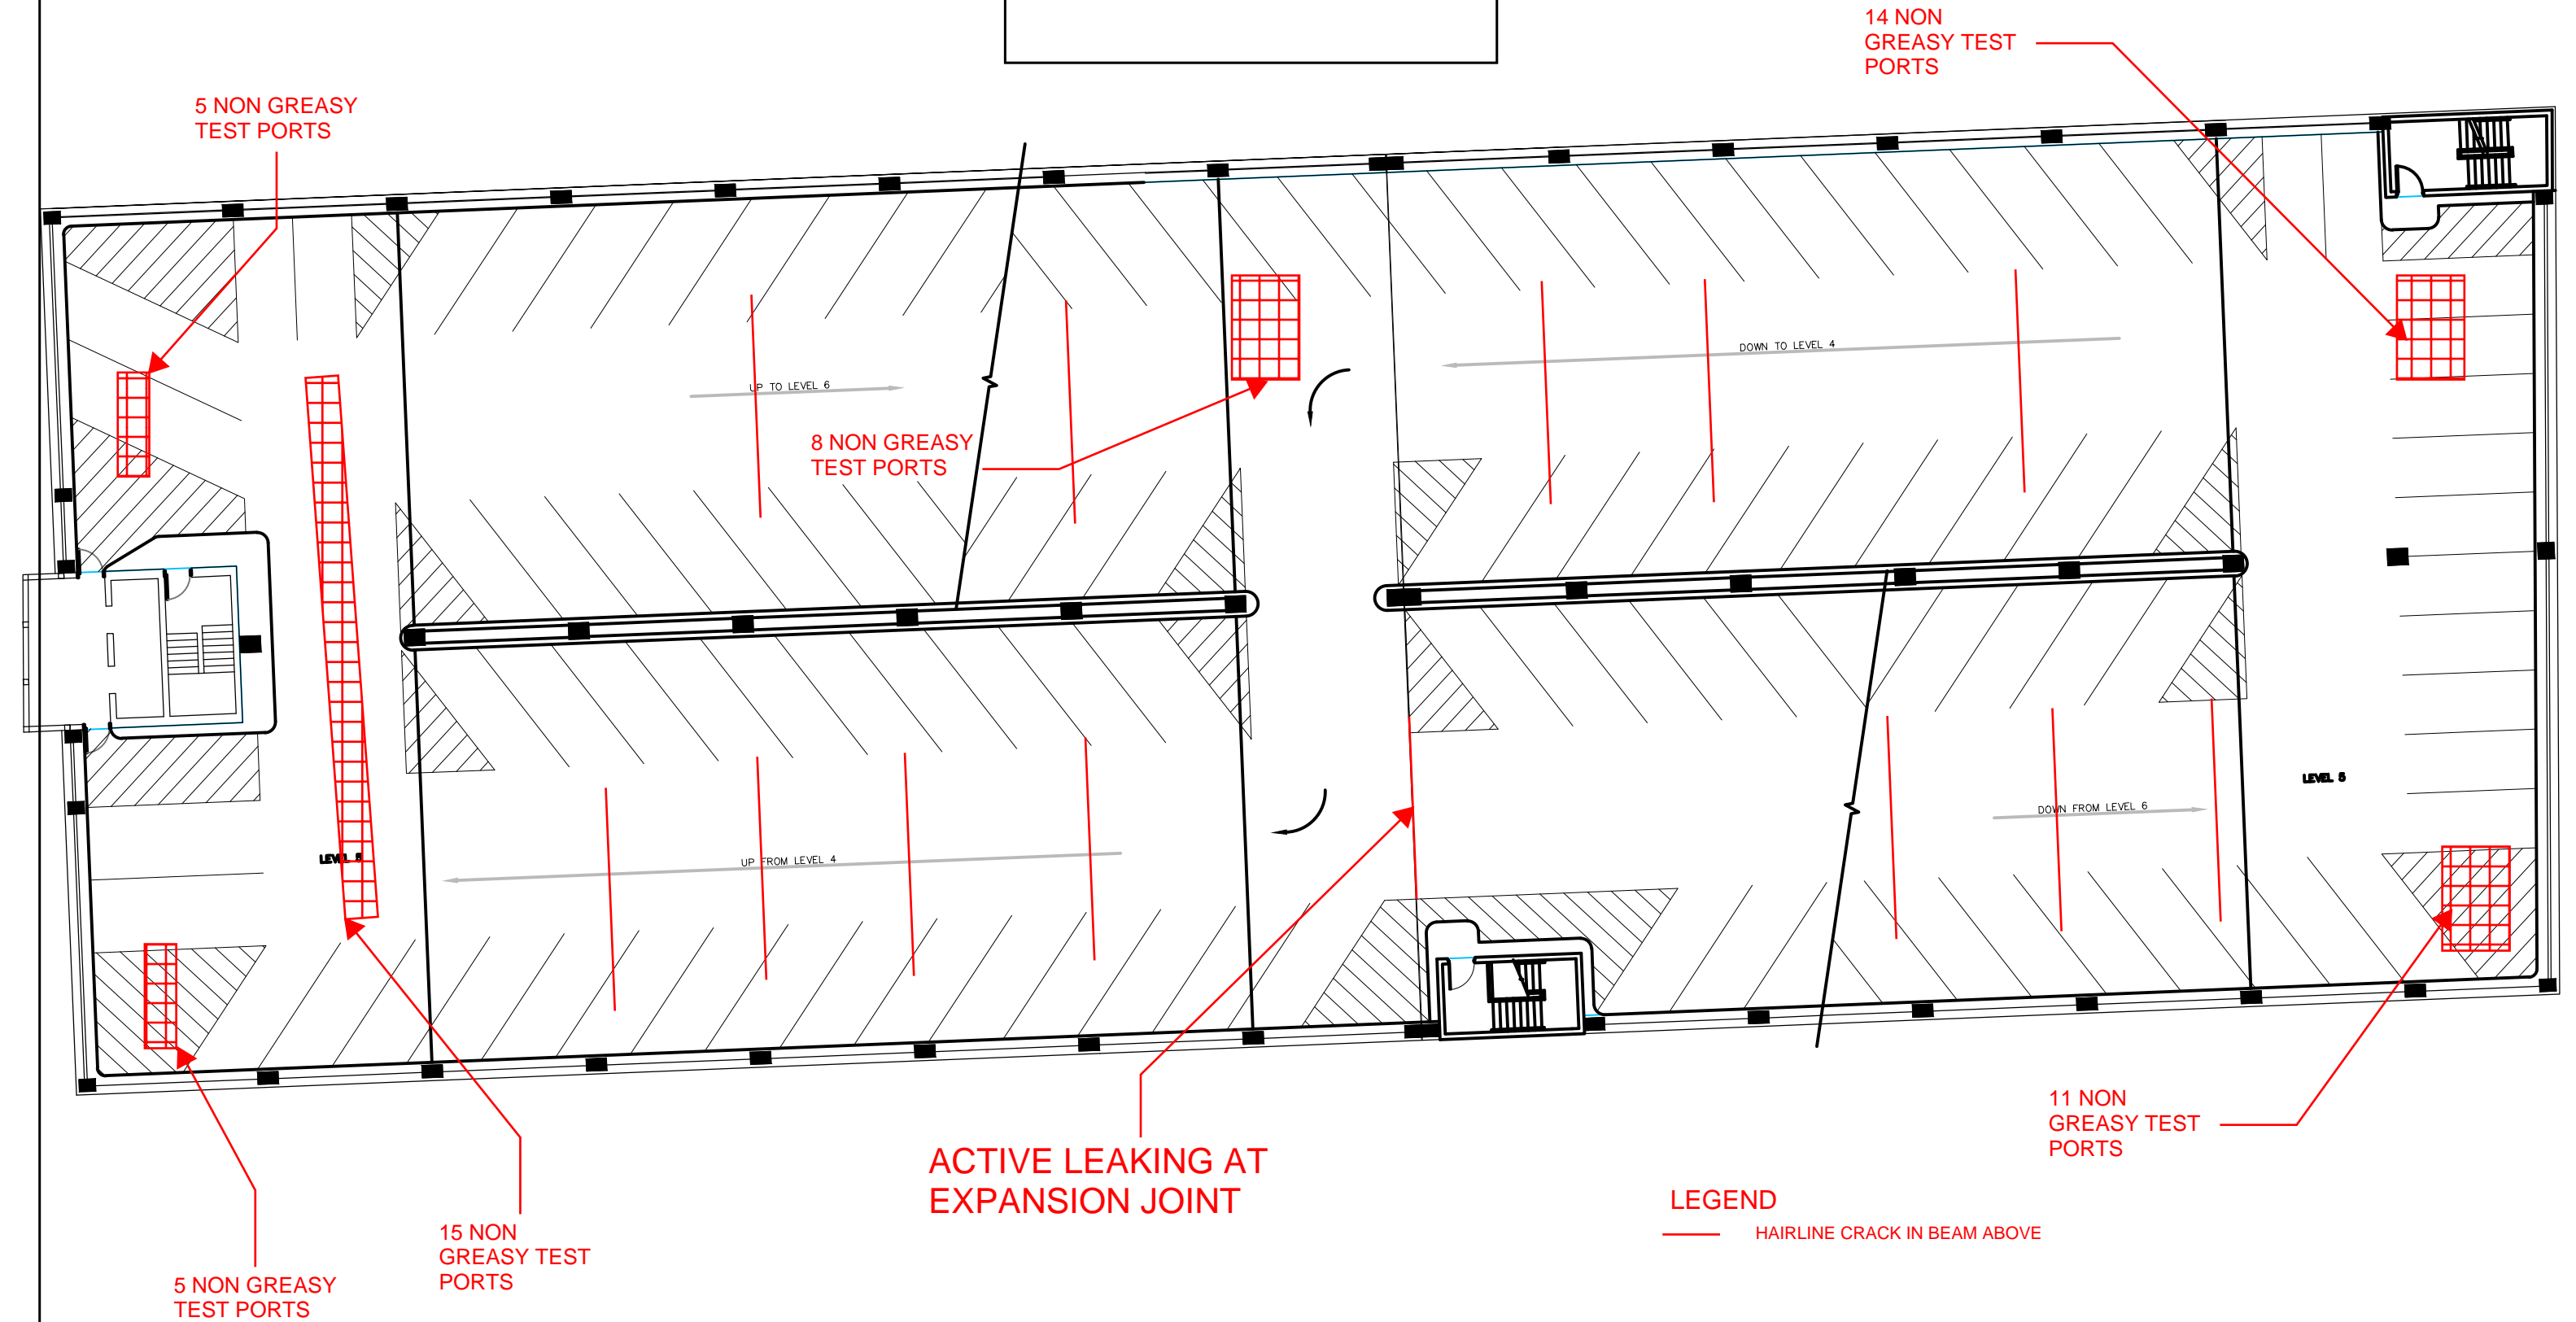 14 NON
GREASY TEST
PORTS
5 NON GREASY
TEST PORTS
DOWN TO LEVEL 4
UP TO LEVEL 6
8 NON GREASY
TEST PORTS
LEVEL 5
DOWN FROM LEVEL 6
LEVEL 5
UP FROM LEVEL 4
11 NON
GREASY TEST
PORTS
ACTIVE LEAKING AT
EXPANSION JOINT
LEGEND
HAIRLINE CRACK IN BEAM ABOVE
15 NON
GREASY TEST
PORTS
5 NON GREASY
TEST PORTS